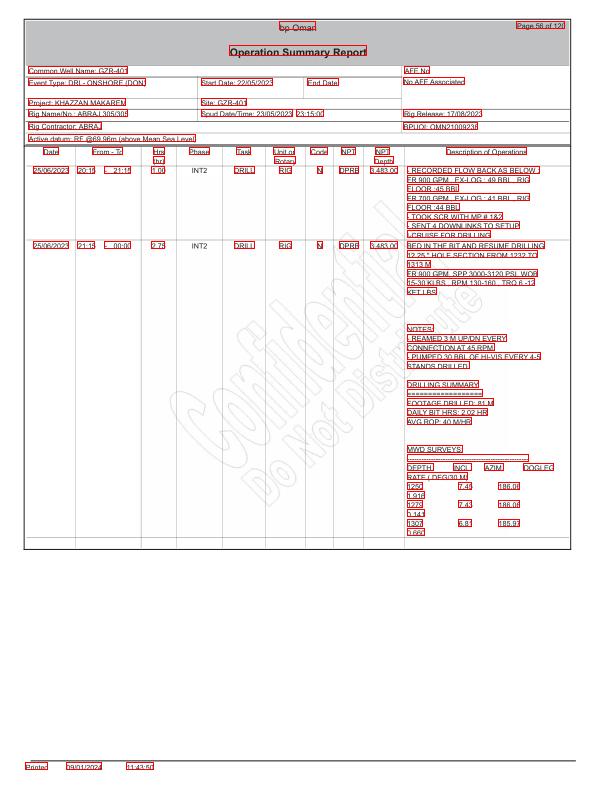 bp Oman
Page 56 of 120
Operation Summary Report
Common Well Name: GZR-401
AFE No
Event Type: DRL- ONSHORE (DON)
Start Date: 22/05/2023
End Date
No AFE Associated
Project: KHAZZAN MAKAREM
Site: GZR-401
Rig Name/No.: ABRAJ 305/305
Spud Date/Time: 23/05/2023 23:15:00
Rig Release: 17/08/2023
Rig Contractor: ABRAJ
BPUOI: OMN21009236
Active datum: RF @69.96m (above Mean Sea Level)
Date
From - To
Hrs (hr)
Phase
Task
Unit or Rotary
Code
NPT
NPT Depth
Description of Operations
25/06/2023
20:15 - 21:15
1.00
INT2
DRILL
RIG
N
DPRB
3,483.00
- RECORDED FLOW BACK AS BELOW :
FR 900 GPM , EX-LOG : 49 BBL , RIG
FLOOR :45 BBL
FR 700 GPM , EX-LOG : 41 BBL , RIG
FLOOR :44 BBL
- TOOK SCR WITH MP # 1&2
- SENT 4 DOWNLINKS TO SETUP
CRUISE FOR DRILLING
25/06/2023
21:15 - 00:00
2.75
INT2
DRILL
RIG
N
DPRB
3,483.00
BED IN THE BIT AND RESUME DRILLING
12.25 " HOLE SECTION FROM 1232 TO
1313 M
FR 900 GPM, SPP 3000-3120 PSI, WOB
15-30 KLBS , RPM 130-160 , TRQ 6 -12
KFT.LBS
NOTES:
- REAMED 3 M UP/DN EVERY
CONNECTION AT 45 RPM
- PUMPED 30 BBL OF HI-VIS EVERY 4-5
STANDS DRILLED
DRILLING SUMMARY
==================
FOOTAGE DRILLED: 81 M
DAILY BIT HRS: 2.02 HR
AVG ROP: 40 M/HR
MWD SURVEYS
------------------------------------------------
DEPTH INCL AZIM DOGLEG
RATE ( DEG/30 M)
1250 7.45 186.06
1.916
1279 7.43 186.06
0.141
1307 6.81 185.93
0.660
Confidential
Do Not Distribute
Printed 09/01/2024 11:43:50